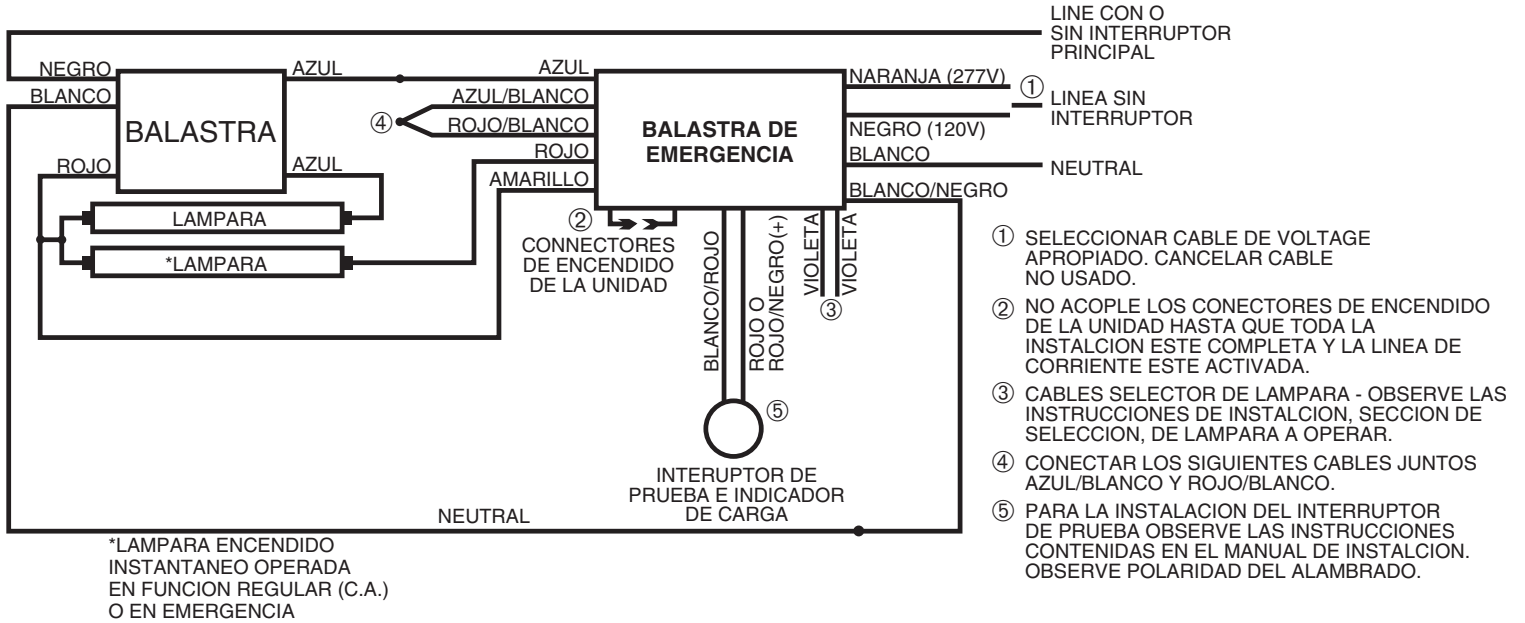 LINE CON O
SIN INTERRUPTOR
PRINCIPAL
NEGRO
BLANCO
ROJO
BALASTRA
AZUL
AZUL
LAMPARA
*LAMPARA
AZUL
AZUL/BLANCO
④
ROJO/BLANCO
ROJO
AMARILLO
BALASTRA DE
EMERGENCIA
NARANJA (277V)
①
LINEA SIN
INTERRUPTOR
NEGRO (120V)
BLANCO
NEUTRAL
BLANCO/NEGRO
②
CONNECTORES
DE ENCENDIDO
DE LA UNIDAD
BLANCO/ROJO
ROJO O
ROJO/NEGRO(+)
VIOLETA
VIOLETA
③
⑤
INTERUPTOR DE
PRUEBA E INDICADOR
DE CARGA
NEUTRAL
*LAMPARA ENCENDIDO
INSTANTANEO OPERADA
EN FUNCION REGULAR (C.A.)
O EN EMERGENCIA
① SELECCIONAR CABLE DE VOLTAGE
APROPIADO. CANCELAR CABLE
NO USADO.
② NO ACOPLE LOS CONECTORES DE ENCENDIDO
DE LA UNIDAD HASTA QUE TODA LA
INSTALCION ESTE COMPLETA Y LA LINEA DE
CORRIENTE ESTE ACTIVADA.
③ CABLES SELECTOR DE LAMPARA - OBSERVE LAS
INSTRUCCIONES DE INSTALCION, SECCION DE
SELECCION, DE LAMPARA A OPERAR.
④ CONECTAR LOS SIGUIENTES CABLES JUNTOS
AZUL/BLANCO Y ROJO/BLANCO.
⑤ PARA LA INSTALACION DEL INTERRUPTOR
DE PRUEBA OBSERVE LAS INSTRUCCIONES
CONTENIDAS EN EL MANUAL DE INSTALCION.
OBSERVE POLARIDAD DEL ALAMBRADO.